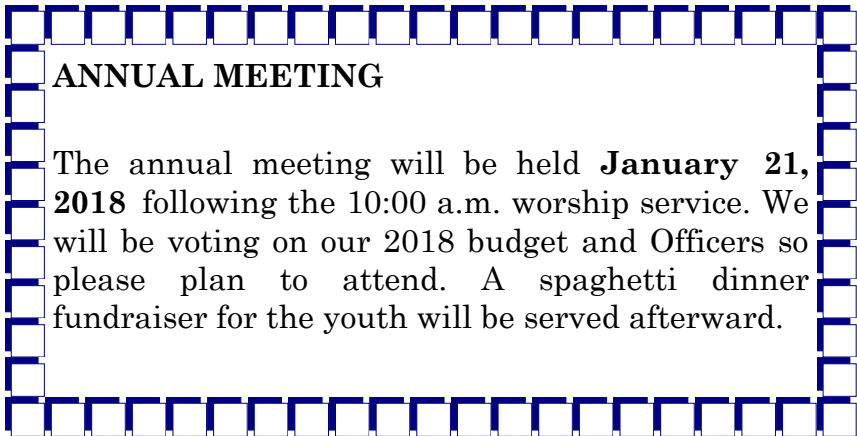 ANNUAL MEETING
The annual meeting will be held January 21,
2018 following the 10:00 a.m. worship service. We
will be voting on our 2018 budget and Officers so
please plan to attend. A spaghetti dinner
fundraiser for the youth will be served afterward.